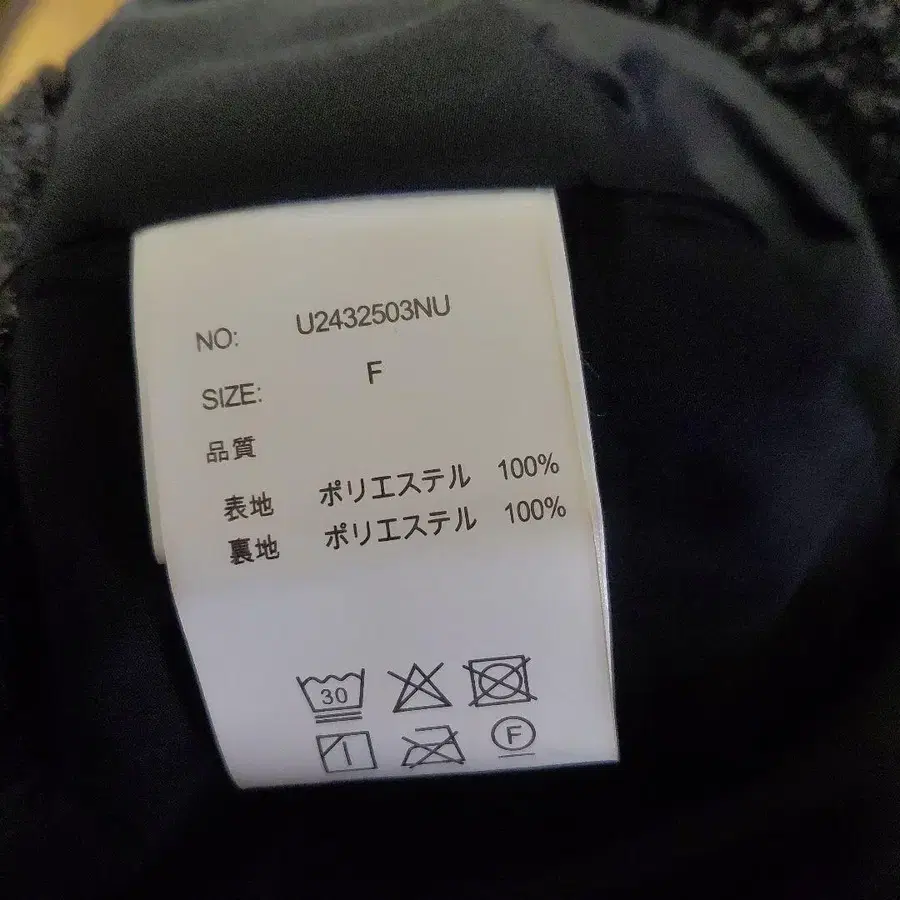 NO: U2432503NU
SIZE: F
品質
表地 ポリエステル 100%
裏地 ポリエステル 100%
30
F